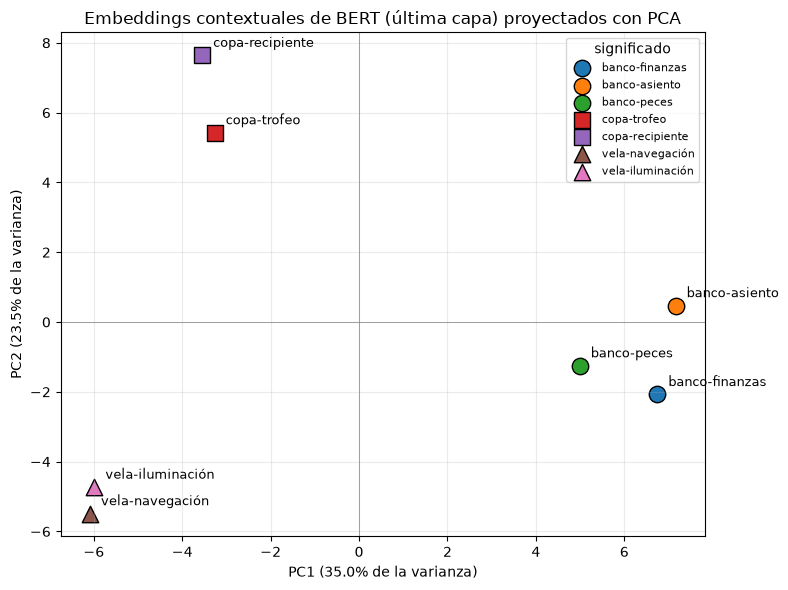 Embeddings contextuales de BERT (última capa) proyectados con PCA
8
6
4
2
0
−2
−4
−6
PC2 (23.5% de la varianza)
copa-recipiente
copa-trofeo
significado
banco-finanzas
banco-asiento
banco-peces
copa-trofeo
copa-recipiente
vela-navegación
vela-iluminación
banco-asiento
banco-peces
banco-finanzas
vela-iluminación
vela-navegación
−6
−4
−2
0
2
4
6
PC1 (35.0% de la varianza)